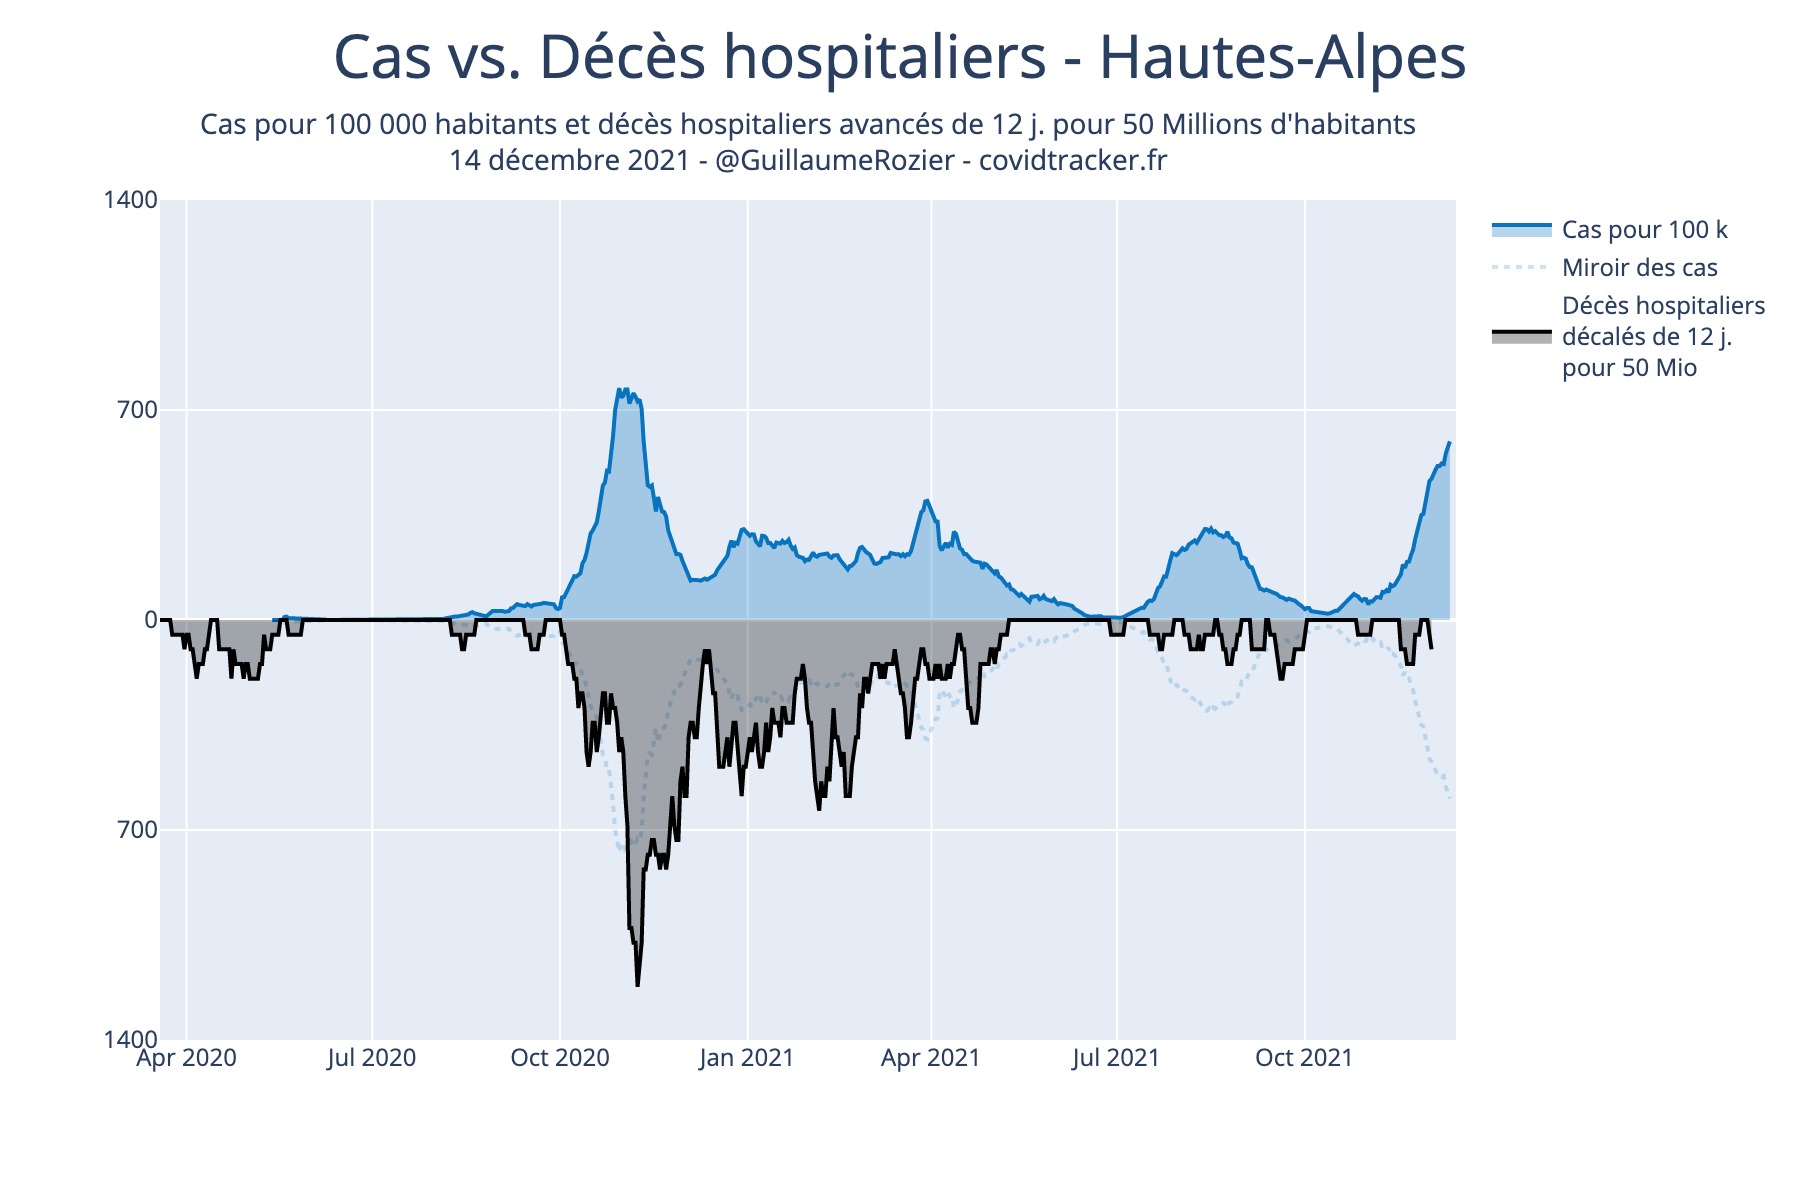 Cas vs. Décès hospitaliers - Hautes-Alpes
Cas pour 100 000 habitants et décès hospitaliers avancés de 12 j. pour 50 Millions d'habitants
14 décembre 2021 - @GuillaumeRozier - covidtracker.fr
1400
700
0
700
1400
Apr 2020
Jul 2020
Oct 2020
Jan 2021
Apr 2021
Jul 2021
Oct 2021
Cas pour 100 k
Miroir des cas
Décès hospitaliers
décalés de 12 j.
pour 50 Mio